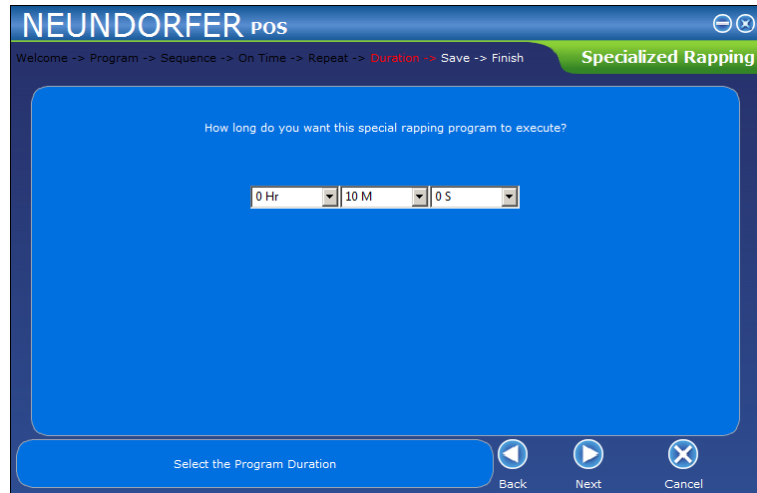 NEUNDORFER POS
Welcome -> Program -> Sequence -> On Time -> Repeat -> Duration -> Save -> Finish
Specialized Rapping
How long do you want this special rapping program to execute?
0 Hr 10 M 0 S
Select the Program Duration
Back Next Cancel